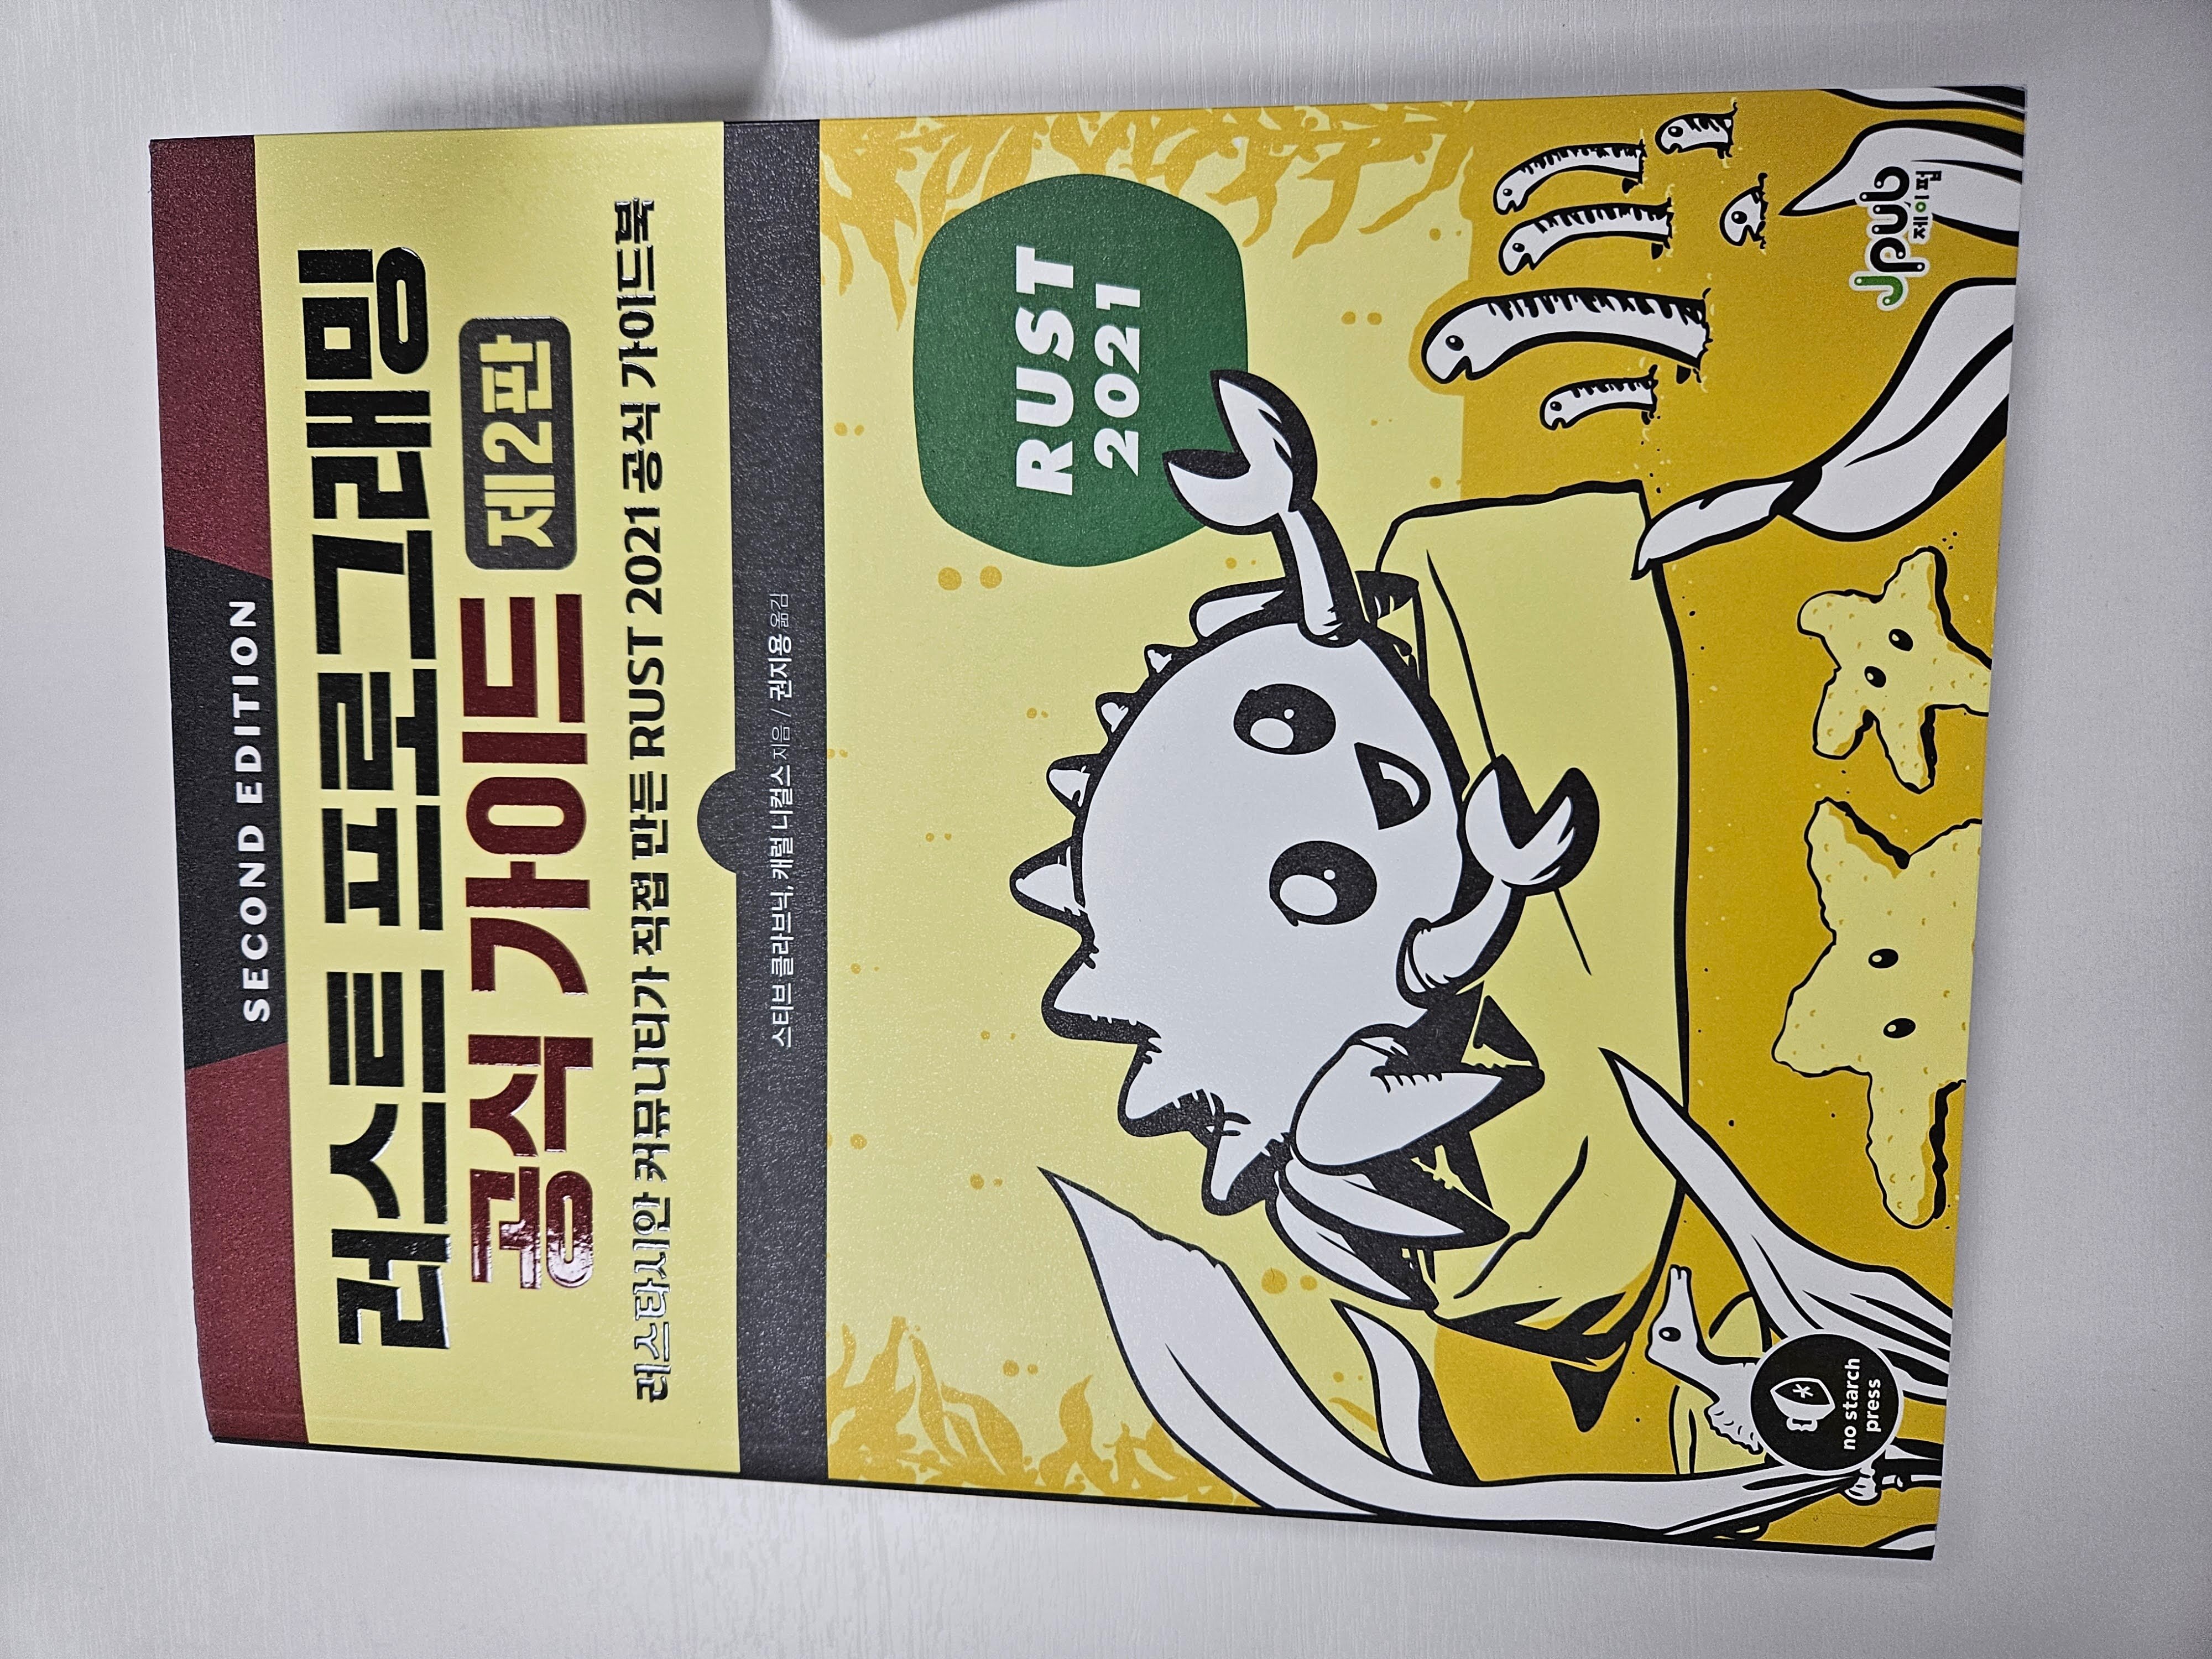 SECOND EDITION
러스트 프로그래밍
공식 가이드 제2판
러스타시안 커뮤니티가 직접 만든 RUST 2021 공식 가이드북
스티브 클라브닉, 캐럴 니컬스 지음 / 권지용 옮김
RUST
2021
no starch
press
Jpub
제이펍